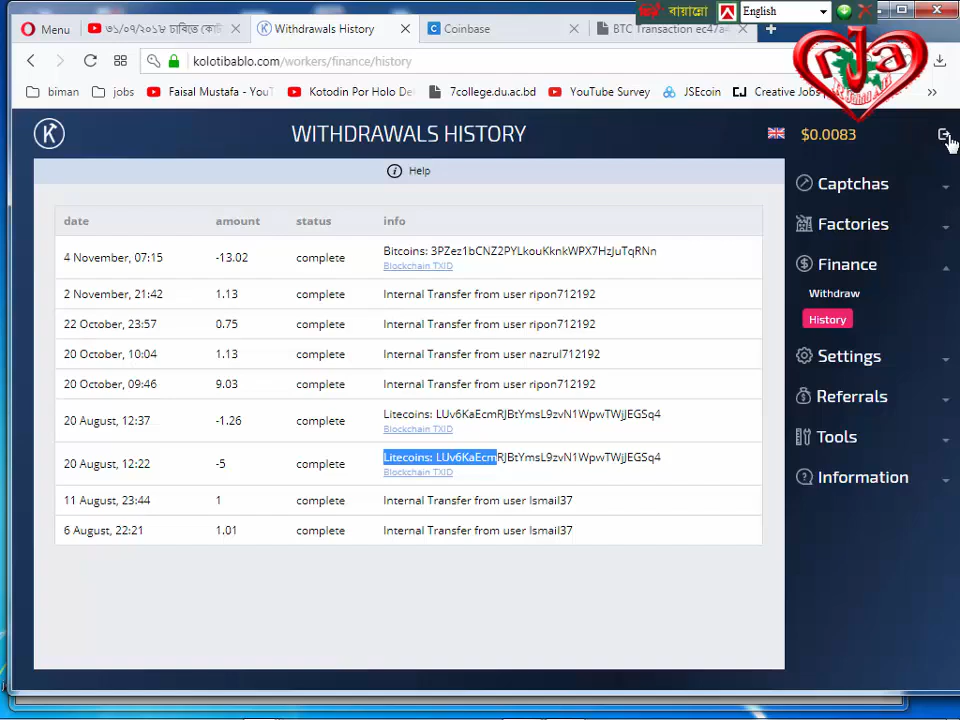 বায়ান্নো
English
Menu
৩১/০৭/২০১৮
Withdrawals History
Coinbase
BTC Transaction ec47a4
kolotibablo.com/workers/finance/history
biman
jobs
Faisal Mustafa - YouT
Kotodin Por Holo De
7college.du.ac.bd
YouTube Survey
JSEcoin
CJ
Creative Jobs
»
rja
K
WITHDRAWALS HISTORY
$0.0083
Help
date amount status info
4 November, 07:15 -13.02 complete Bitcoins: 3PZez1bCNZ2PYLkouKknkWPX7HzJuTqRNn
Blockchain TXID
2 November, 21:42 1.13 complete Internal Transfer from user ripon712192
22 October, 23:57 0.75 complete Internal Transfer from user ripon712192
20 October, 10:04 1.13 complete Internal Transfer from user nazrul712192
20 October, 09:46 9.03 complete Internal Transfer from user ripon712192
20 August, 12:37 -1.26 complete Litecoins: LUv6KaEcmRJBtYmsL9zvN1WpwTWjJEGSq4
Blockchain TXID
20 August, 12:22 -5 complete Litecoins: LUv6KaEcmRJBtYmsL9zvN1WpwTWjJEGSq4
Blockchain TXID
11 August, 23:44 1 complete Internal Transfer from user Ismail37
6 August, 22:21 1.01 complete Internal Transfer from user Ismail37
Captchas
Factories
Finance
Withdraw
History
Settings
Referrals
Tools
Information